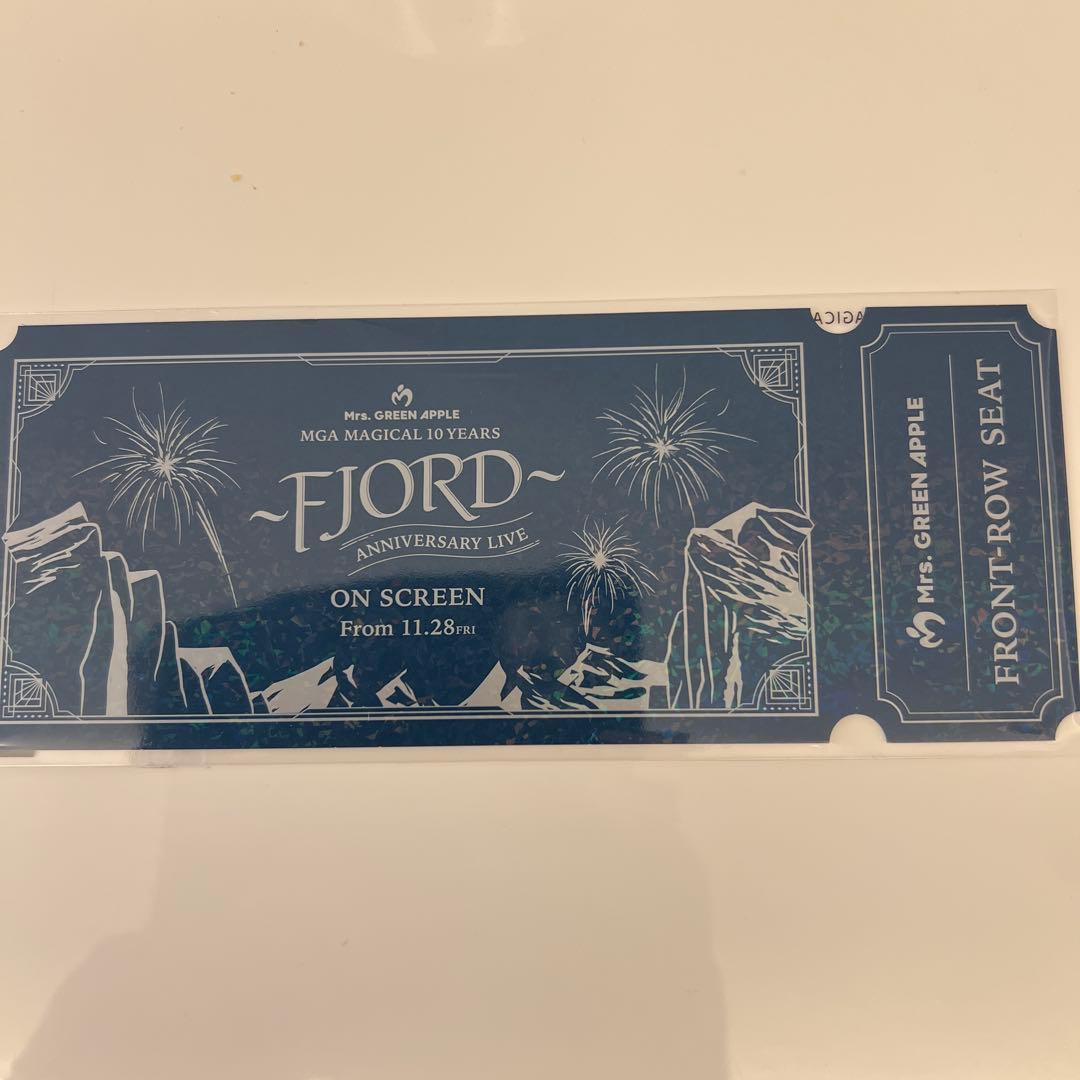 Mrs. GREEN APPLE
MGA MAGICAL 10 YEARS
~FJORD~
ANNIVERSARY LIVE
ON SCREEN
From 11.28FRI
Mrs. GREEN APPLE
FRONT-ROW SEAT
AGICA